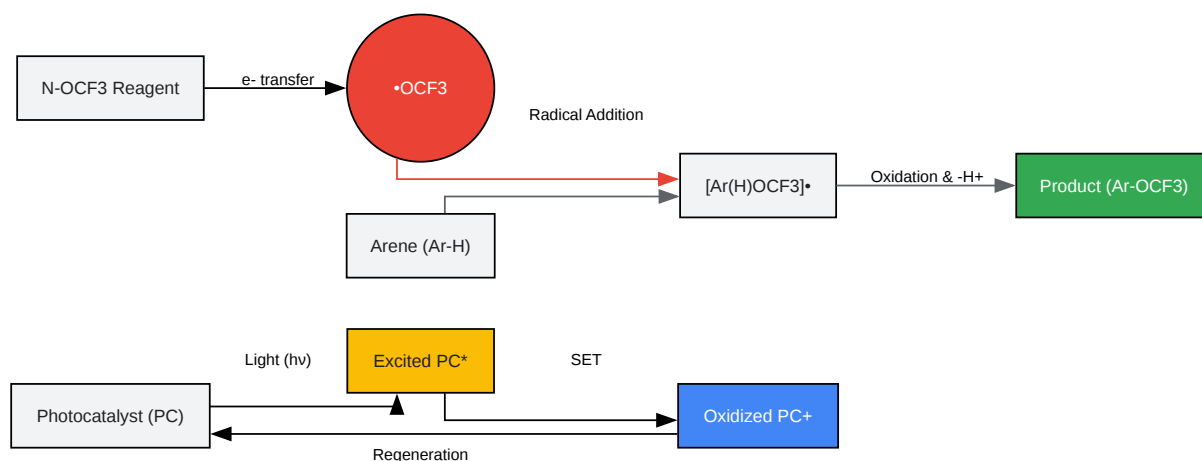 N-OCF3 Reagent
e- transfer
•OCF3
Radical Addition
Arene (Ar-H)
[Ar(H)OCF3]•
Oxidation & -H+
Product (Ar-OCF3)
Photocatalyst (PC)
Light (hν)
Excited PC*
SET
Oxidized PC+
Regeneration